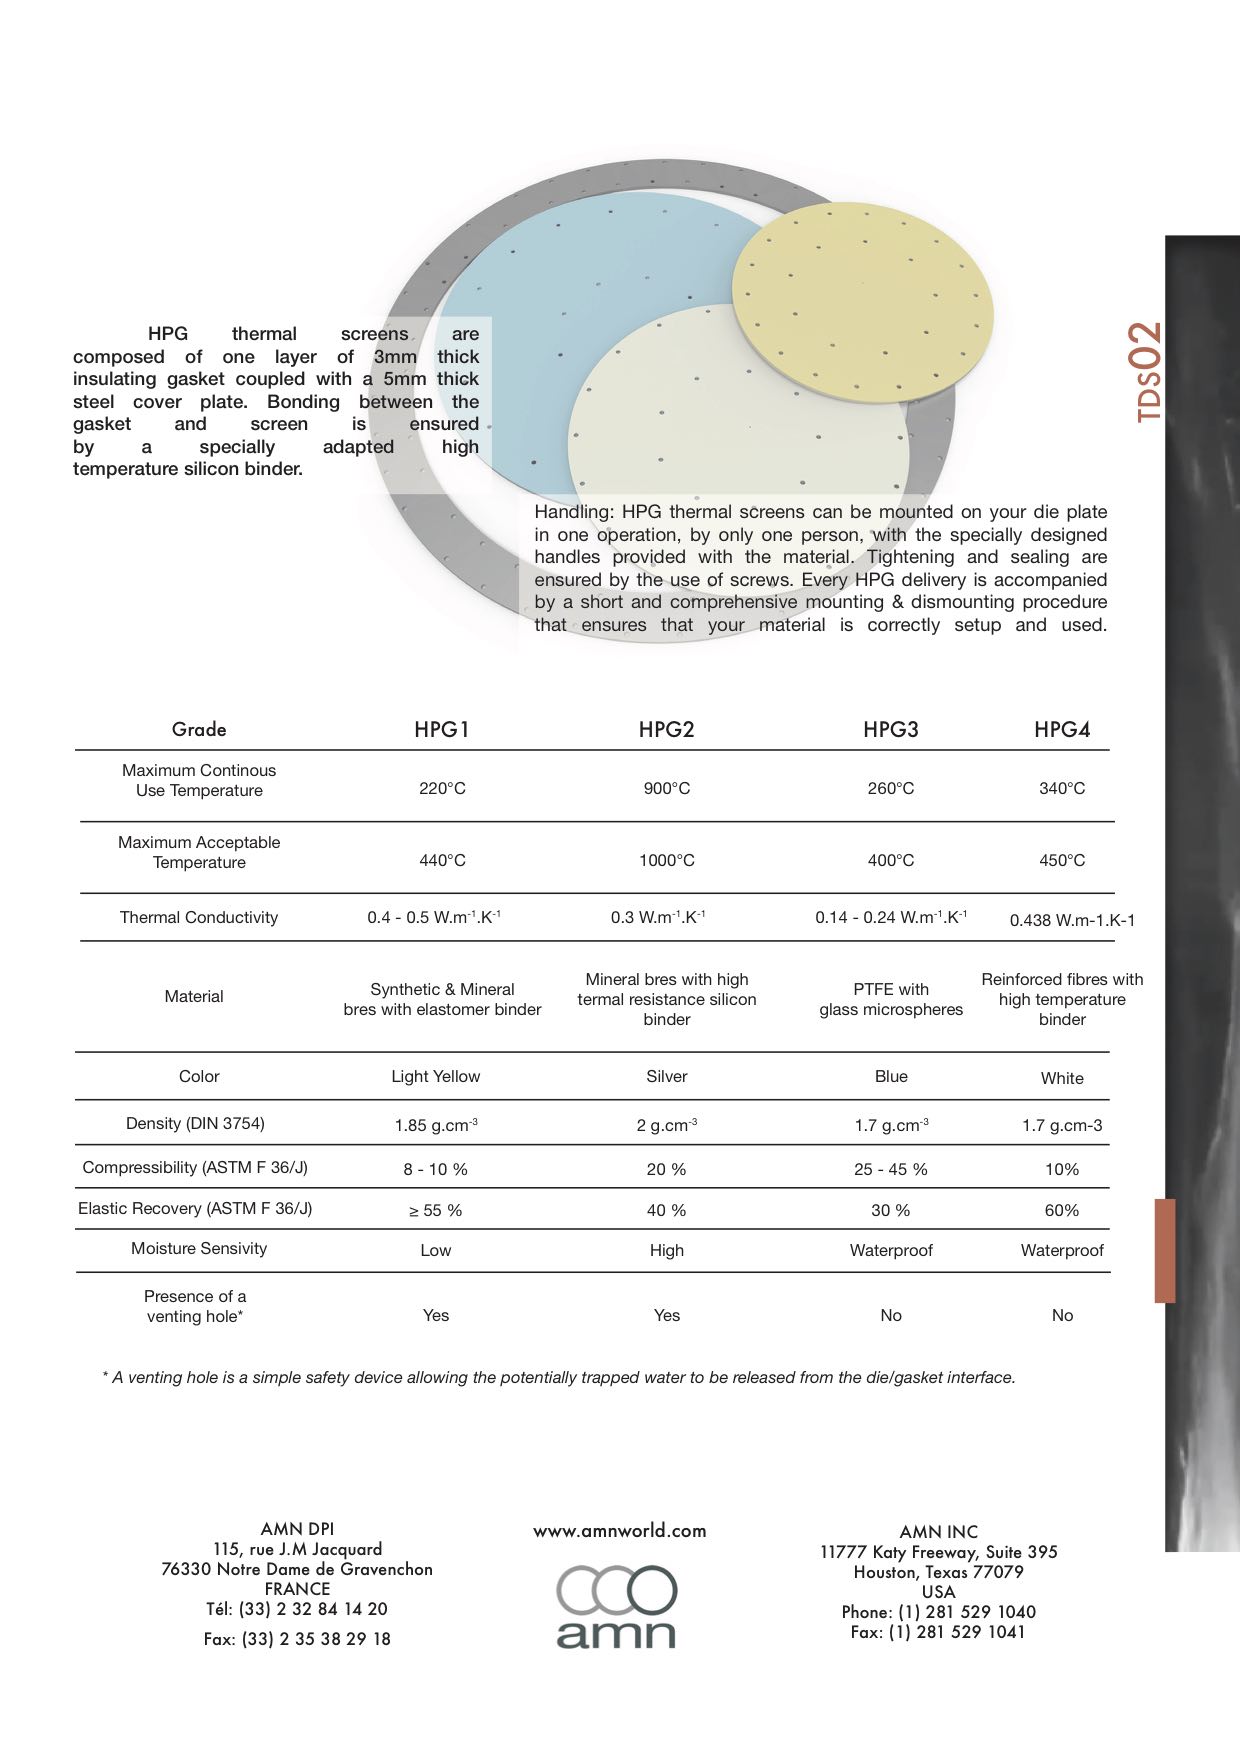 HPG thermal screens are
composed of one layer of 3mm thick
insulating gasket coupled with a 5mm thick
steel cover plate. Bonding between the
gasket and screen is ensured
by a specially adapted high
temperature silicon binder.
TDS02
Handling: HPG thermal screens can be mounted on your die plate
in one operation, by only one person, with the specially designed
handles provided with the material. Tightening and sealing are
ensured by the use of screws. Every HPG delivery is accompanied
by a short and comprehensive mounting & dismounting procedure
that ensures that your material is correctly setup and used.
Grade HPG1 HPG2 HPG3 HPG4
Maximum Continous
Use Temperature 220°C 900°C 260°C 340°C
Maximum Acceptable
Temperature 440°C 1000°C 400°C 450°C
Thermal Conductivity 0.4 - 0.5 W.m⁻¹.K⁻¹ 0.3 W.m⁻¹.K⁻¹ 0.14 - 0.24 W.m⁻¹.K⁻¹ 0.438 W.m-1.K-1
Material
Synthetic & Mineral
bres with elastomer binder
Mineral bres with high
termal resistance silicon
binder
PTFE with
glass microspheres
Reinforced fibres with
high temperature
binder
Color Light Yellow Silver Blue White
Density (DIN 3754) 1.85 g.cm⁻³ 2 g.cm⁻³ 1.7 g.cm⁻³ 1.7 g.cm-3
Compressibility (ASTM F 36/J) 8 - 10 % 20 % 25 - 45 % 10%
Elastic Recovery (ASTM F 36/J) ≥ 55 % 40 % 30 % 60%
Moisture Sensivity Low High Waterproof Waterproof
Presence of a
venting hole* Yes Yes No No
* A venting hole is a simple safety device allowing the potentially trapped water to be released from the die/gasket interface.
AMN DPI
115, rue J.M Jacquard
76330 Notre Dame de Gravenchon
FRANCE
Tél: (33) 2 32 84 14 20
Fax: (33) 2 35 38 29 18
www.amnworld.com
amn
AMN INC
11777 Katy Freeway, Suite 395
Houston, Texas 77079
USA
Phone: (1) 281 529 1040
Fax: (1) 281 529 1041